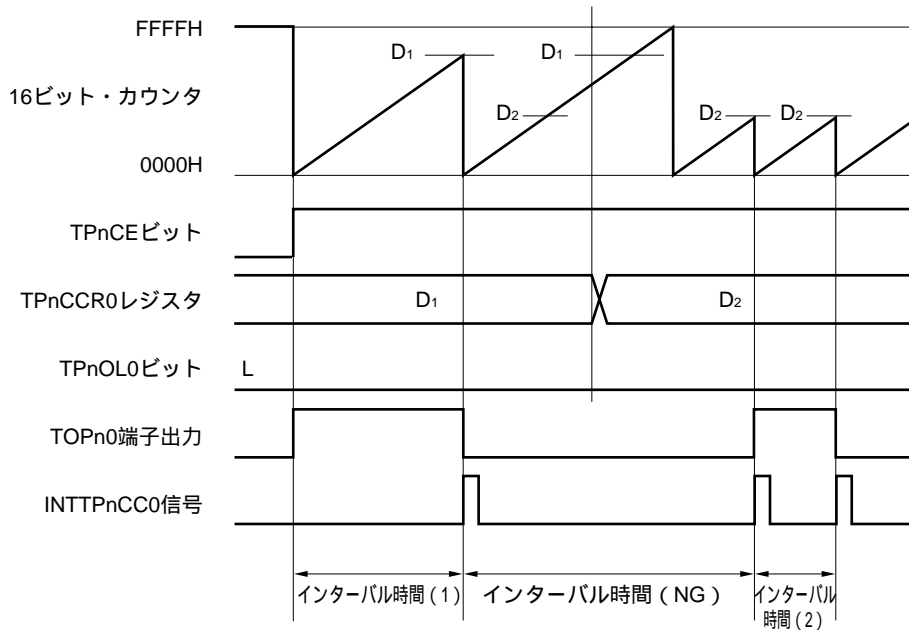 FFFFH
D1
D1
16ビット・カウンタ
D2
D2
D2
0000H
TPnCEビット
TPnCCR0レジスタ
D1
D2
TPnOL0ビット
L
TOPn0端子出力
INTTPnCC0信号
インターバル時間（1）
インターバル時間（NG）
インターバル
時間（2）